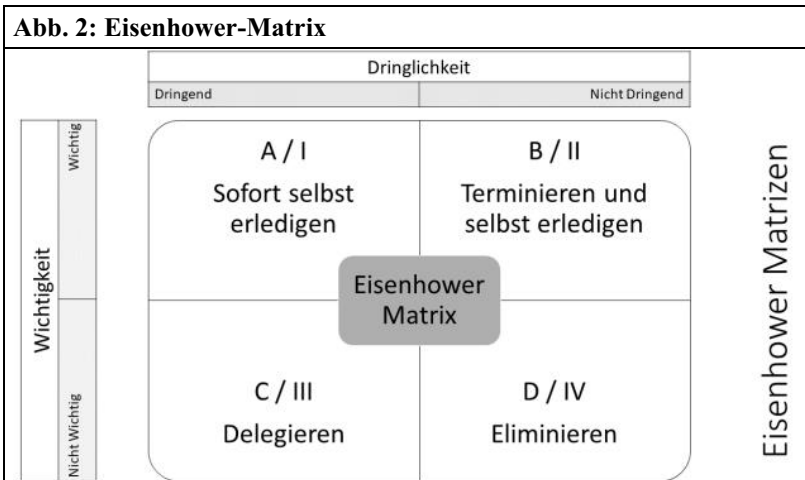 Abb. 2: Eisenhower-Matrix
Dringlichkeit
Dringend
Nicht Dringend
Wichtigkeit
Wichtig
Nicht Wichtig
A / I
Sofort selbst
erledigen
B / II
Terminieren und
selbst erledigen
Eisenhower
Matrix
C / III
Delegieren
D / IV
Eliminieren
Eisenhower Matrizen